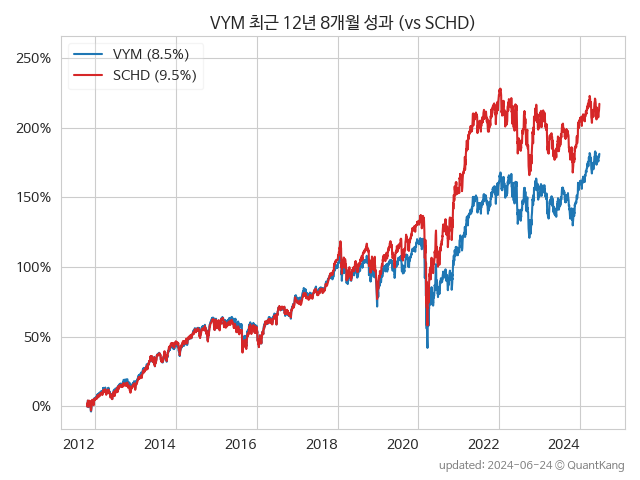 VYM 최근 12년 8개월 성과 (vs SCHD)
VYM (8.5%)
SCHD (9.5%)
250%
200%
150%
100%
50%
0%
2012 2014 2016 2018 2020 2022 2024
updated: 2024-06-24 © QuantKang